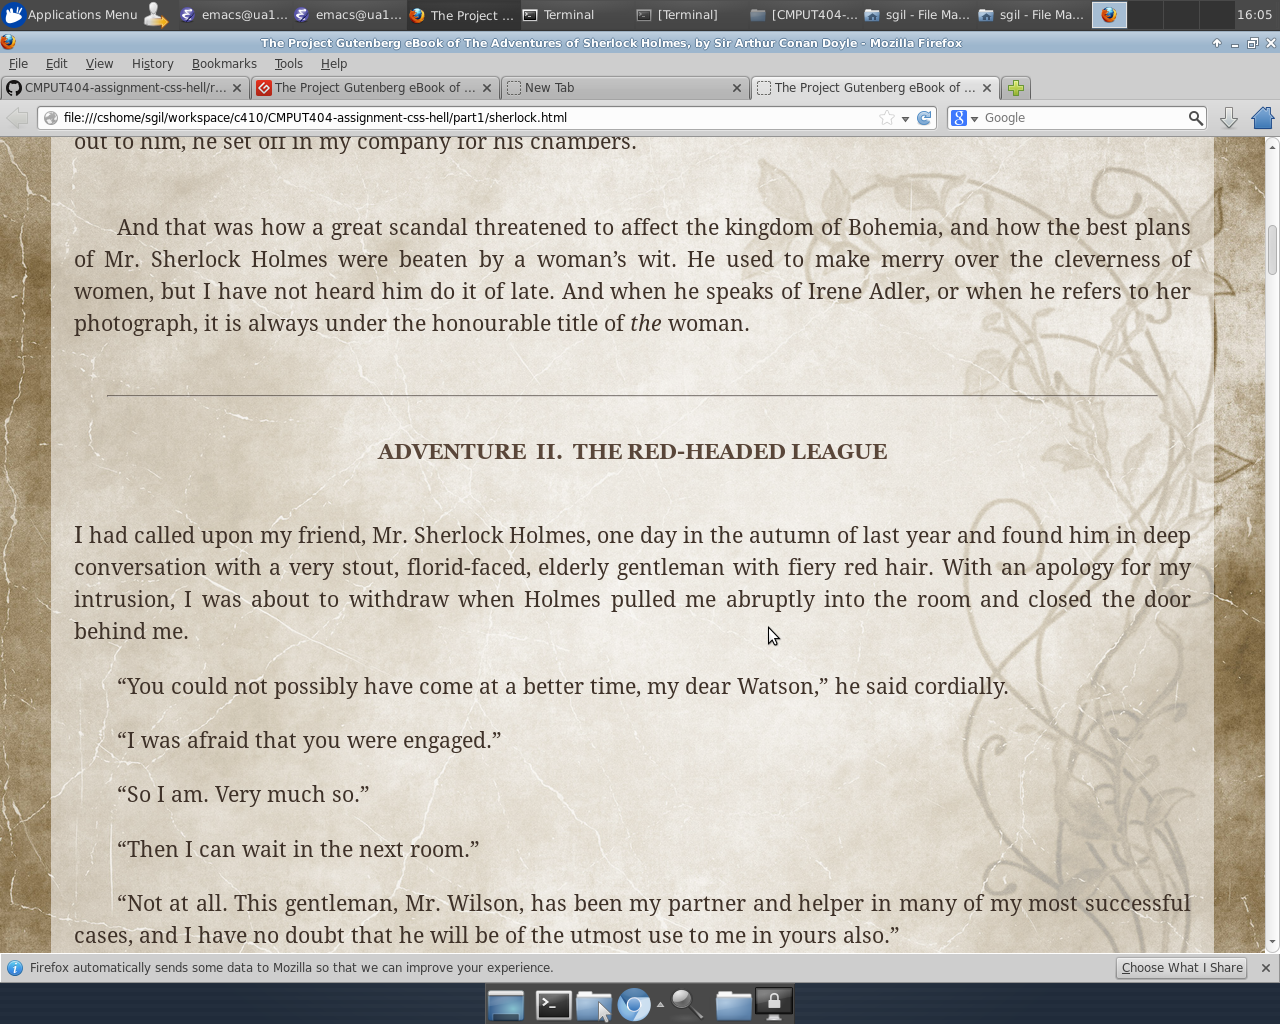 Applications Menu
emacs@ua1...
emacs@ua1...
The Project ...
Terminal
[Terminal]
[CMPUT404-...
sgil - File Ma...
sgil - File Ma...
16:05
The Project Gutenberg eBook of The Adventures of Sherlock Holmes, by Sir Arthur Conan Doyle - Mozilla Firefox
File Edit View History Bookmarks Tools Help
CMPUT404-assignment-css-hell/r...
The Project Gutenberg eBook of ...
New Tab
The Project Gutenberg eBook of ...
file:///cshome/sgil/workspace/c410/CMPUT404-assignment-css-hell/part1/sherlock.html
Google
out to him, he set off in my company for his chambers.
And that was how a great scandal threatened to affect the kingdom of Bohemia, and how the best plans
of Mr. Sherlock Holmes were beaten by a woman’s wit. He used to make merry over the cleverness of
women, but I have not heard him do it of late. And when he speaks of Irene Adler, or when he refers to her
photograph, it is always under the honourable title of the woman.
ADVENTURE II. THE RED-HEADED LEAGUE
I had called upon my friend, Mr. Sherlock Holmes, one day in the autumn of last year and found him in deep
conversation with a very stout, florid-faced, elderly gentleman with fiery red hair. With an apology for my
intrusion, I was about to withdraw when Holmes pulled me abruptly into the room and closed the door
behind me.
“You could not possibly have come at a better time, my dear Watson,” he said cordially.
“I was afraid that you were engaged.”
“So I am. Very much so.”
“Then I can wait in the next room.”
“Not at all. This gentleman, Mr. Wilson, has been my partner and helper in many of my most successful
cases, and I have no doubt that he will be of the utmost use to me in yours also.”
Firefox automatically sends some data to Mozilla so that we can improve your experience.
Choose What I Share